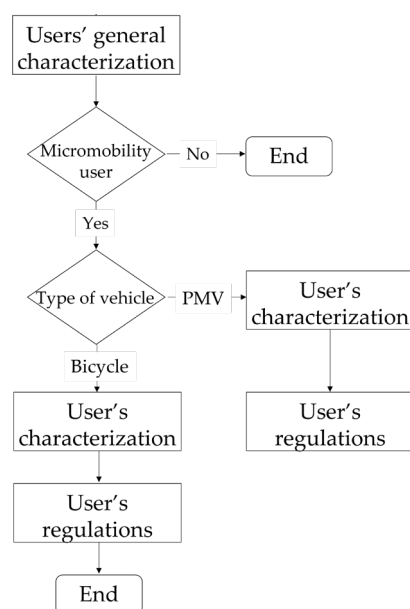 Users' general
characterization
Micromobility
user
No
End
Yes
Type of vehicle
PMV
User's
characterization
Bicycle
User's
characterization
User's
regulations
User's
regulations
End